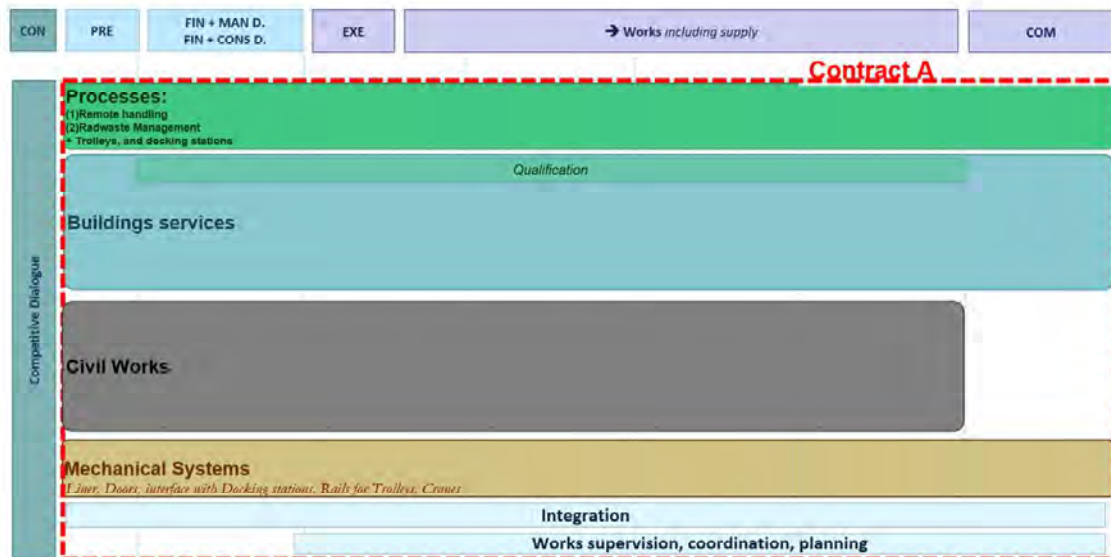 CON
PRE
FIN + MAN D.
FIN + CONS D.
EXE
➔ Works including supply
COM
Contract A
Processes:
(1)Remote handling
(2)Radwaste Management
+ Trolleys, and docking stations
Qualification
Buildings services
Competitive Dialogue
Civil Works
Mechanical Systems
Liner, Doors, interface with Docking stations, Rails for Trolleys, Cranes
Integration
Works supervision, coordination, planning